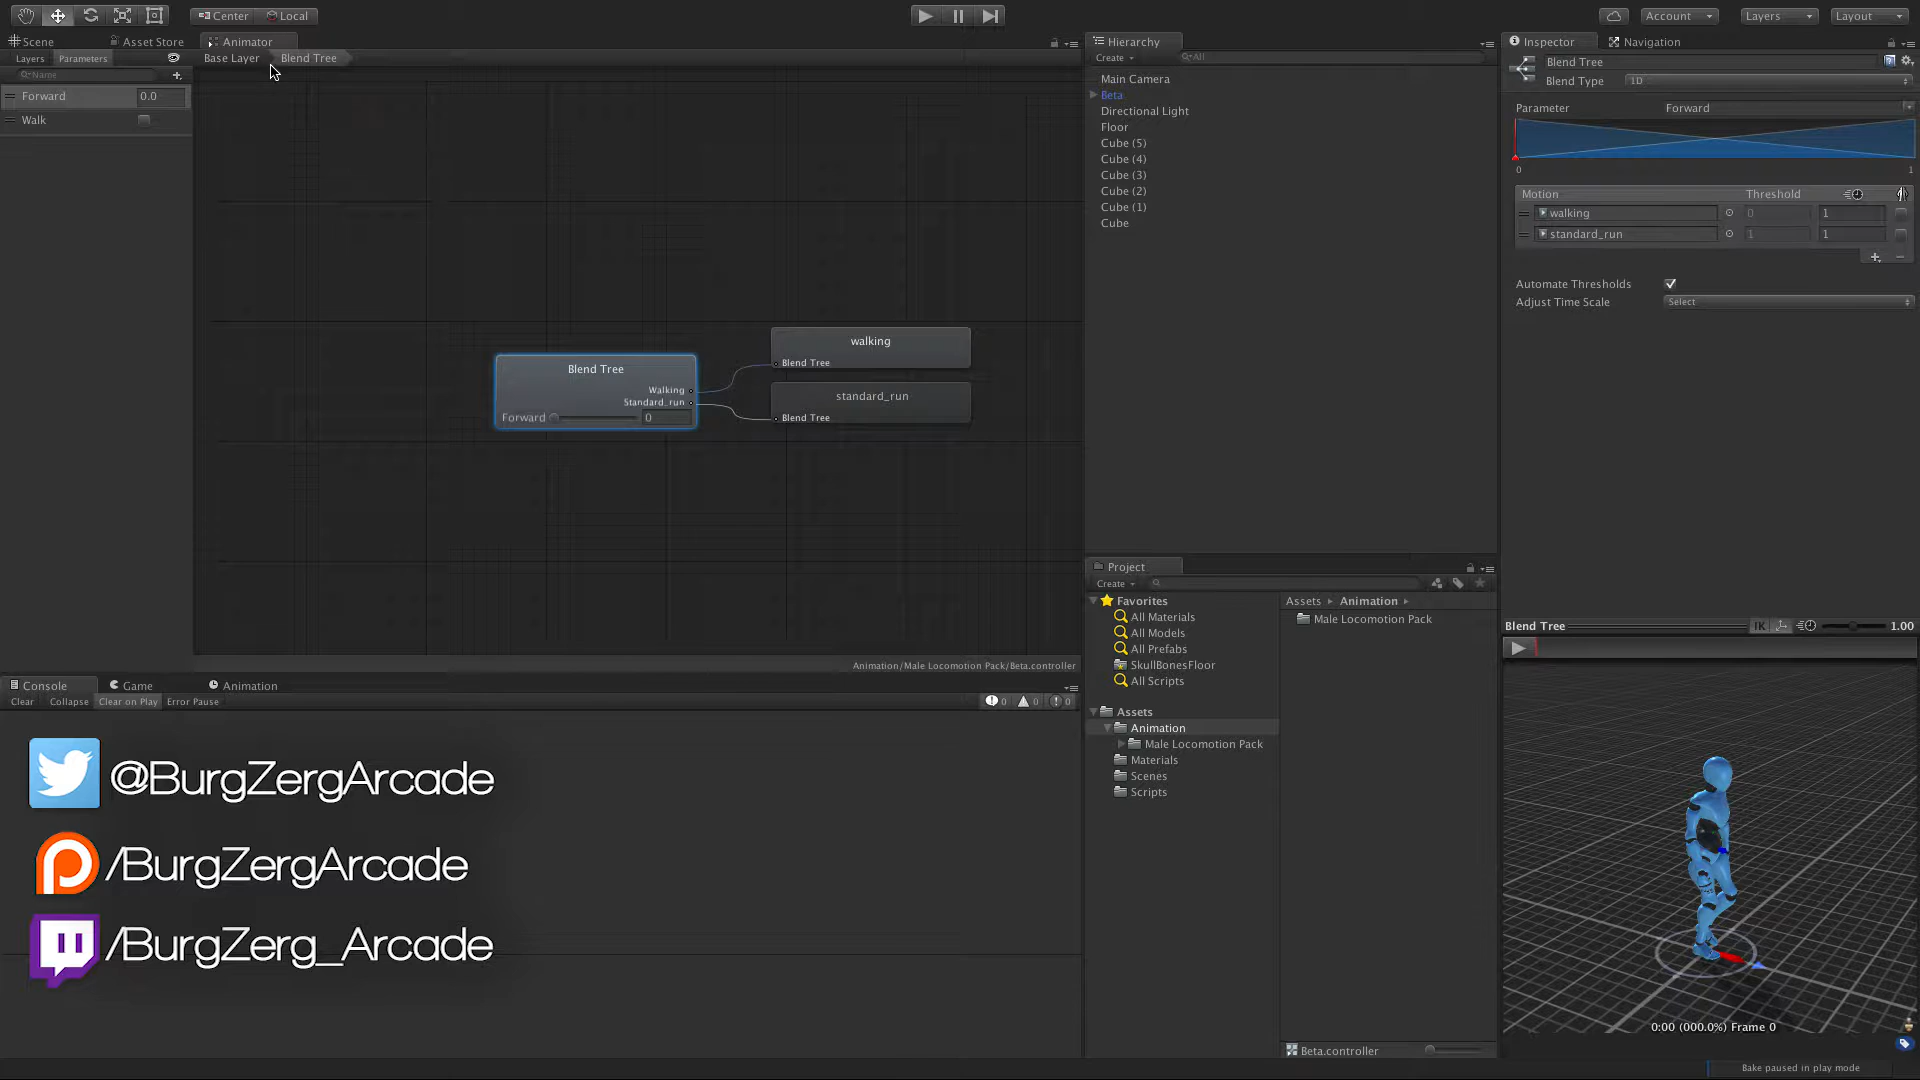 Center Local
Account Layers Layout
Scene Asset Store Animator
Layers Parameters
Base Layer Blend Tree
Name
Forward 0.0
Walk
Blend Tree
Walking
Standard_run
Forward 0
walking
Blend Tree
standard_run
Blend Tree
Animation/Male Locomotion Pack/Beta.controller
Console Game Animation
Clear Collapse Clear on Play Error Pause
0 0 0
@BurgZergArcade
/BurgZergArcade
/BurgZerg_Arcade
Hierarchy
Create All
Main Camera
Beta
Directional Light
Floor
Cube (5)
Cube (4)
Cube (3)
Cube (2)
Cube (1)
Cube
Project
Create
Favorites
All Materials
All Models
All Prefabs
SkullBonesFloor
All Scripts
Assets
Animation
Male Locomotion Pack
Materials
Scenes
Scripts
Assets Animation
Male Locomotion Pack
Beta.controller
Inspector Navigation
Blend Tree
Blend Type 1D
Parameter Forward
0 1
Motion Threshold
walking 0 1
standard_run 1 1
Automate Thresholds
Adjust Time Scale Select
Blend Tree IK 1.00
0:00 (000.0%) Frame 0
Bake paused in play mode